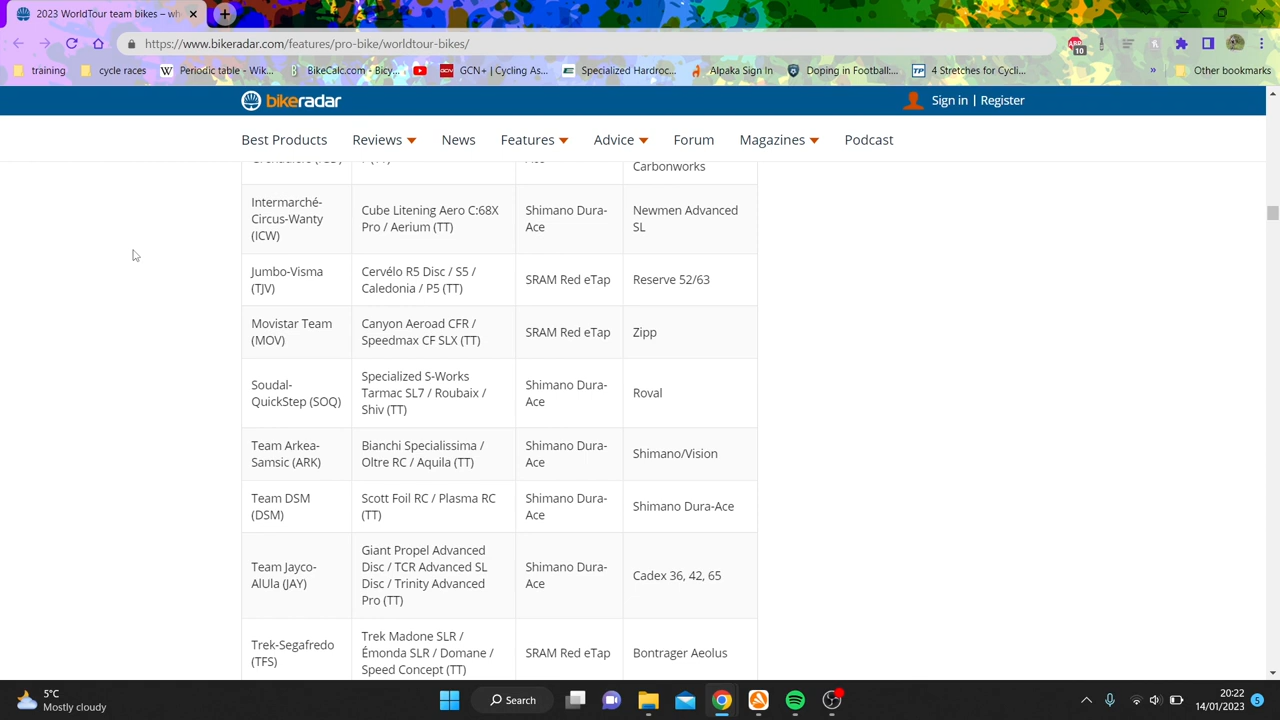 2023 WorldTour team bikes – wh
https://www.bikeradar.com/features/pro-bike/worldtour-bikes/
10
training
cycle races
Periodic table - Wik...
BikeCalc.com - Bicy...
GCN+ | Cycling As...
Specialized Hardroc...
Alpaka Sign In
Doping in Football:...
4 Stretches for Cycli...
»
Other bookmarks
bikeradar
Sign in | Register
Best Products
Reviews
News
Features
Advice
Forum
Magazines
Podcast
Carbonworks
Intermarché-
Circus-Wanty
(ICW)
Cube Litening Aero C:68X
Pro / Aerium (TT)
Shimano Dura-
Ace
Newmen Advanced
SL
Jumbo-Visma
(TJV)
Cervélo R5 Disc / S5 /
Caledonia / P5 (TT)
SRAM Red eTap
Reserve 52/63
Movistar Team
(MOV)
Canyon Aeroad CFR /
Speedmax CF SLX (TT)
SRAM Red eTap
Zipp
Soudal-
QuickStep (SOQ)
Specialized S-Works
Tarmac SL7 / Roubaix /
Shiv (TT)
Shimano Dura-
Ace
Roval
Team Arkea-
Samsic (ARK)
Bianchi Specialissima /
Oltre RC / Aquila (TT)
Shimano Dura-
Ace
Shimano/Vision
Team DSM
(DSM)
Scott Foil RC / Plasma RC
(TT)
Shimano Dura-
Ace
Shimano Dura-Ace
Team Jayco-
AlUla (JAY)
Giant Propel Advanced
Disc / TCR Advanced SL
Disc / Trinity Advanced
Pro (TT)
Shimano Dura-
Ace
Cadex 36, 42, 65
Trek-Segafredo
(TFS)
Trek Madone SLR /
Émonda SLR / Domane /
Speed Concept (TT)
SRAM Red eTap
Bontrager Aeolus
5°C
Mostly cloudy
Search
20:22
14/01/2023
5